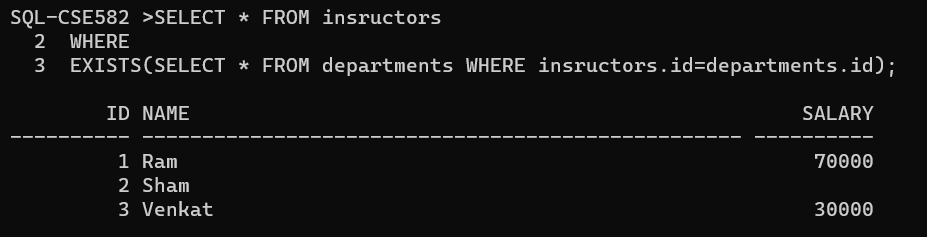 SQL-CSE582 >SELECT * FROM insructors
  2  WHERE
  3  EXISTS(SELECT * FROM departments WHERE insructors.id=departments.id);
        ID NAME                                                   SALARY
---------- -------------------------------------------------- ----------
         1 Ram                                                     70000
         2 Sham
         3 Venkat                                                  30000